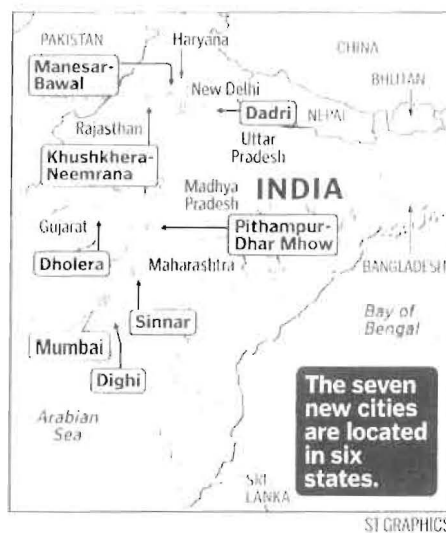 PAKISTAN
Haryana
CHINA
Manesar-
Bawal
New Delhi
BHUTAN
Dadri
NEPAL
Rajasthan
Uttar
Pradesh
Khushkhera-
Neemrana
Madhya
Pradesh
INDIA
Gujarat
Pithampur-
Dhar Mhow
Dholera
Maharashtra
BANGLADESH
Sinnar
Bay of
Bengal
Mumbai
Dighi
Arabian
Sea
The seven
new cities
are located
in six
states.
SRI
LANKA
ST GRAPHICS